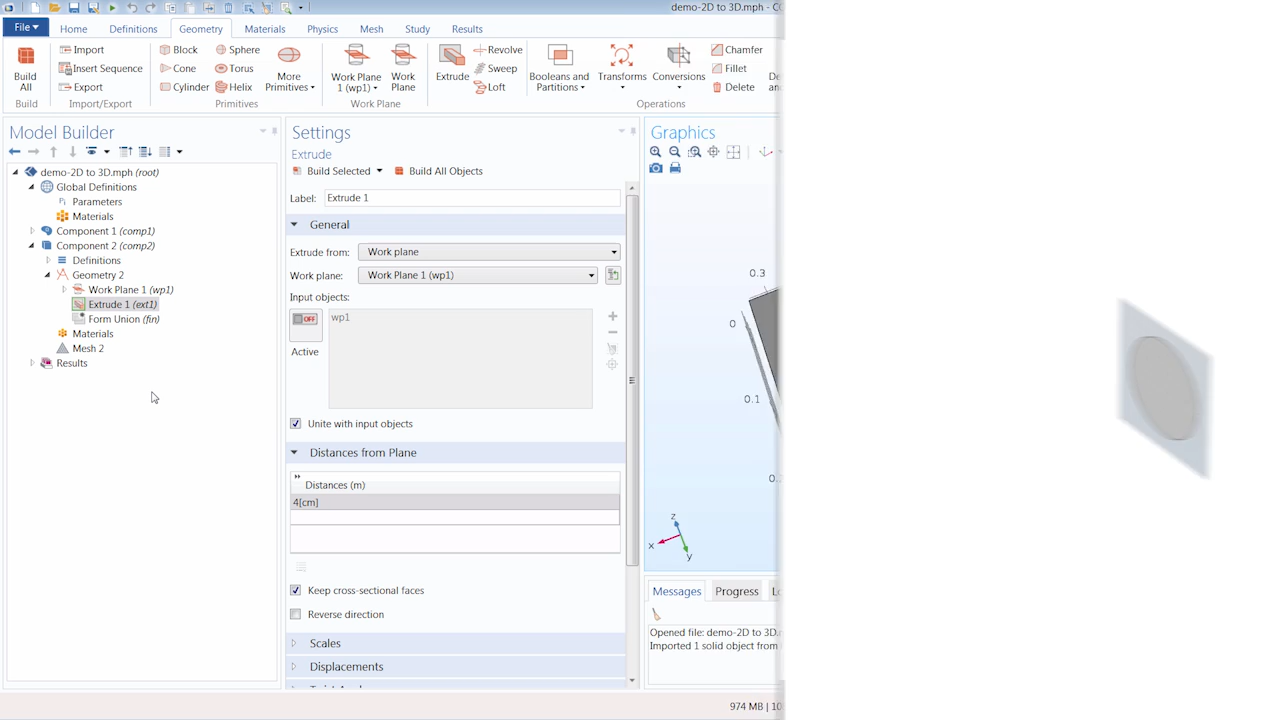 demo-2D to 3D.mph - CO
File
Home
Definitions
Geometry
Materials
Physics
Mesh
Study
Results
Build All
Build
Import
Insert Sequence
Export
Import/Export
Block
Sphere
Cone
Torus
Cylinder
Helix
More Primitives
Primitives
Work Plane 1 (wp1)
Work Plane
Work Plane
Extrude
Revolve
Sweep
Loft
Booleans and Partitions
Transforms
Conversions
Chamfer
Fillet
Delete
Operations
Model Builder
demo-2D to 3D.mph (root)
Global Definitions
Pi Parameters
Materials
Component 1 (comp1)
Component 2 (comp2)
Definitions
Geometry 2
Work Plane 1 (wp1)
Extrude 1 (ext1)
Form Union (fin)
Materials
Mesh 2
Results
Settings
Extrude
Build Selected
Build All Objects
Label: Extrude 1
General
Extrude from: Work plane
Work plane: Work Plane 1 (wp1)
Input objects:
OFF
Active
wp1
Unite with input objects
Distances from Plane
Distances (m)
4[cm]
Keep cross-sectional faces
Reverse direction
Scales
Displacements
Graphics
0.3
0
0.1
0.
z
x
y
Messages
Progress
Lo
Opened file: demo-2D to 3D.
Imported 1 solid object from
974 MB | 10